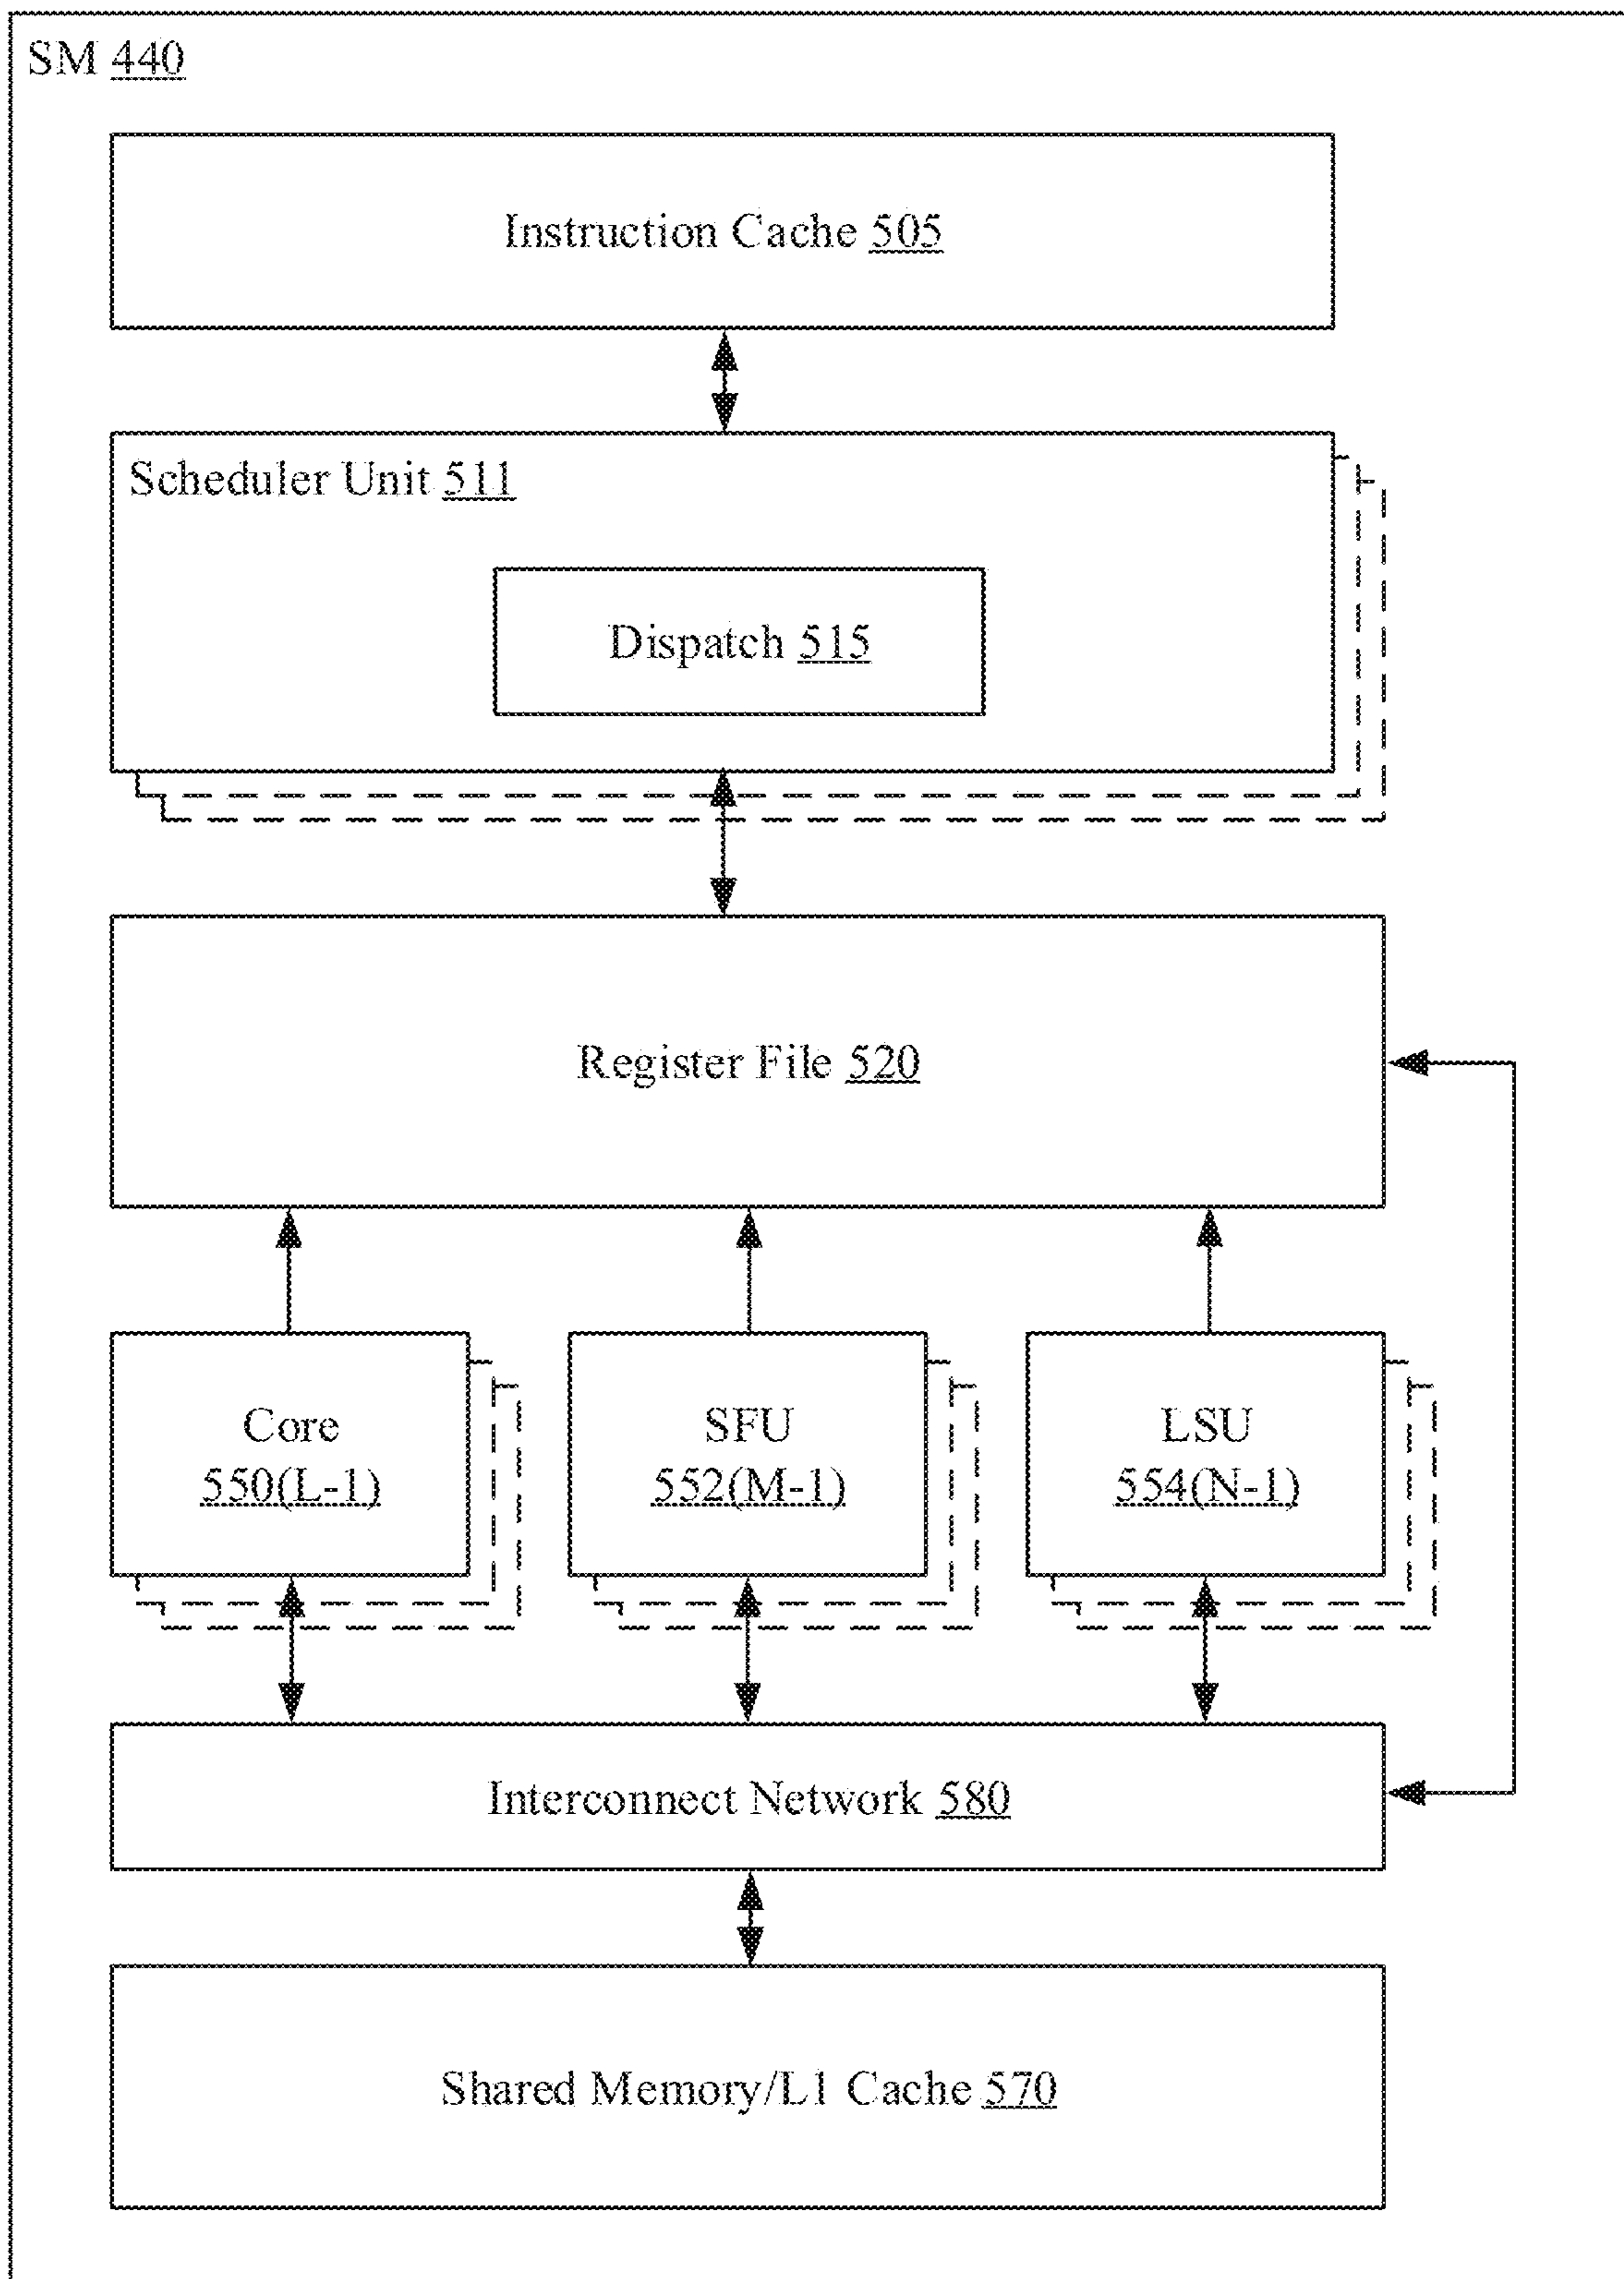 SM 440
Instruction Cache 505
Scheduler Unit 511
Dispatch 515
Register File 520
Core
550(L-1)
SFU
552(M-1)
LSU
554(N-1)
Interconnect Network 580
Shared Memory/L1 Cache 570